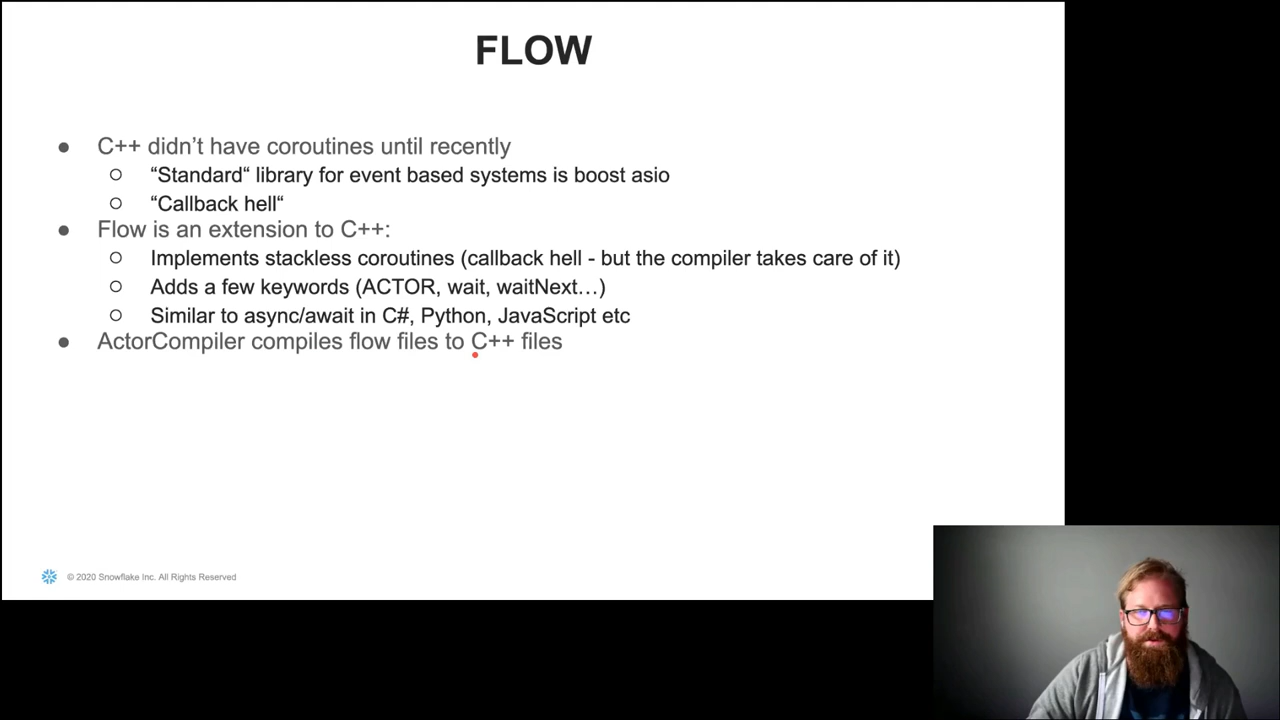 FLOW
● C++ didn’t have coroutines until recently
○ “Standard“ library for event based systems is boost asio
○ “Callback hell“
● Flow is an extension to C++:
○ Implements stackless coroutines (callback hell - but the compiler takes care of it)
○ Adds a few keywords (ACTOR, wait, waitNext…)
○ Similar to async/await in C#, Python, JavaScript etc
● ActorCompiler compiles flow files to C++ files
© 2020 Snowflake Inc. All Rights Reserved